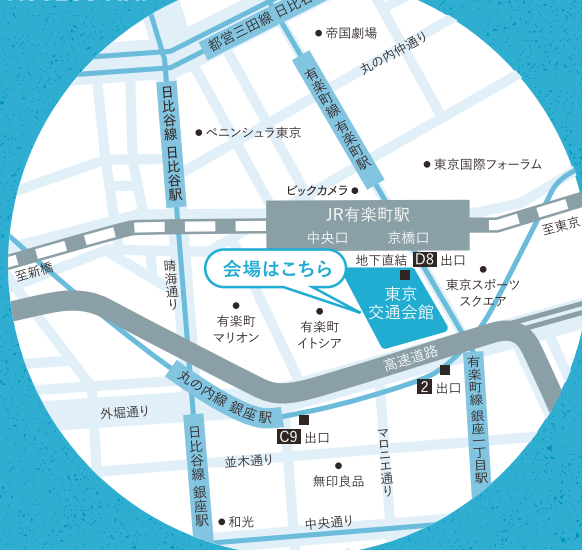 都営三田線 日比谷
帝国劇場
丸の内仲通り
有楽町線 有楽町駅
日比谷線 日比谷駅
ペニンシュラ東京
東京国際フォーラム
ビックカメラ
JR有楽町駅
中央口 京橋口
至東京
至新橋
会場はこちら
地下直結 D8 出口
晴海通り
東京
交通会館
東京スポーツ
スクエア
有楽町
マリオン
有楽町
イトシア
高速道路
丸の内線 銀座駅
2 出口
有楽町線 銀座一丁目駅
外堀通り
C9 出口
日比谷線 銀座駅
並木通り
マロニエ通り
無印良品
和光
中央通り